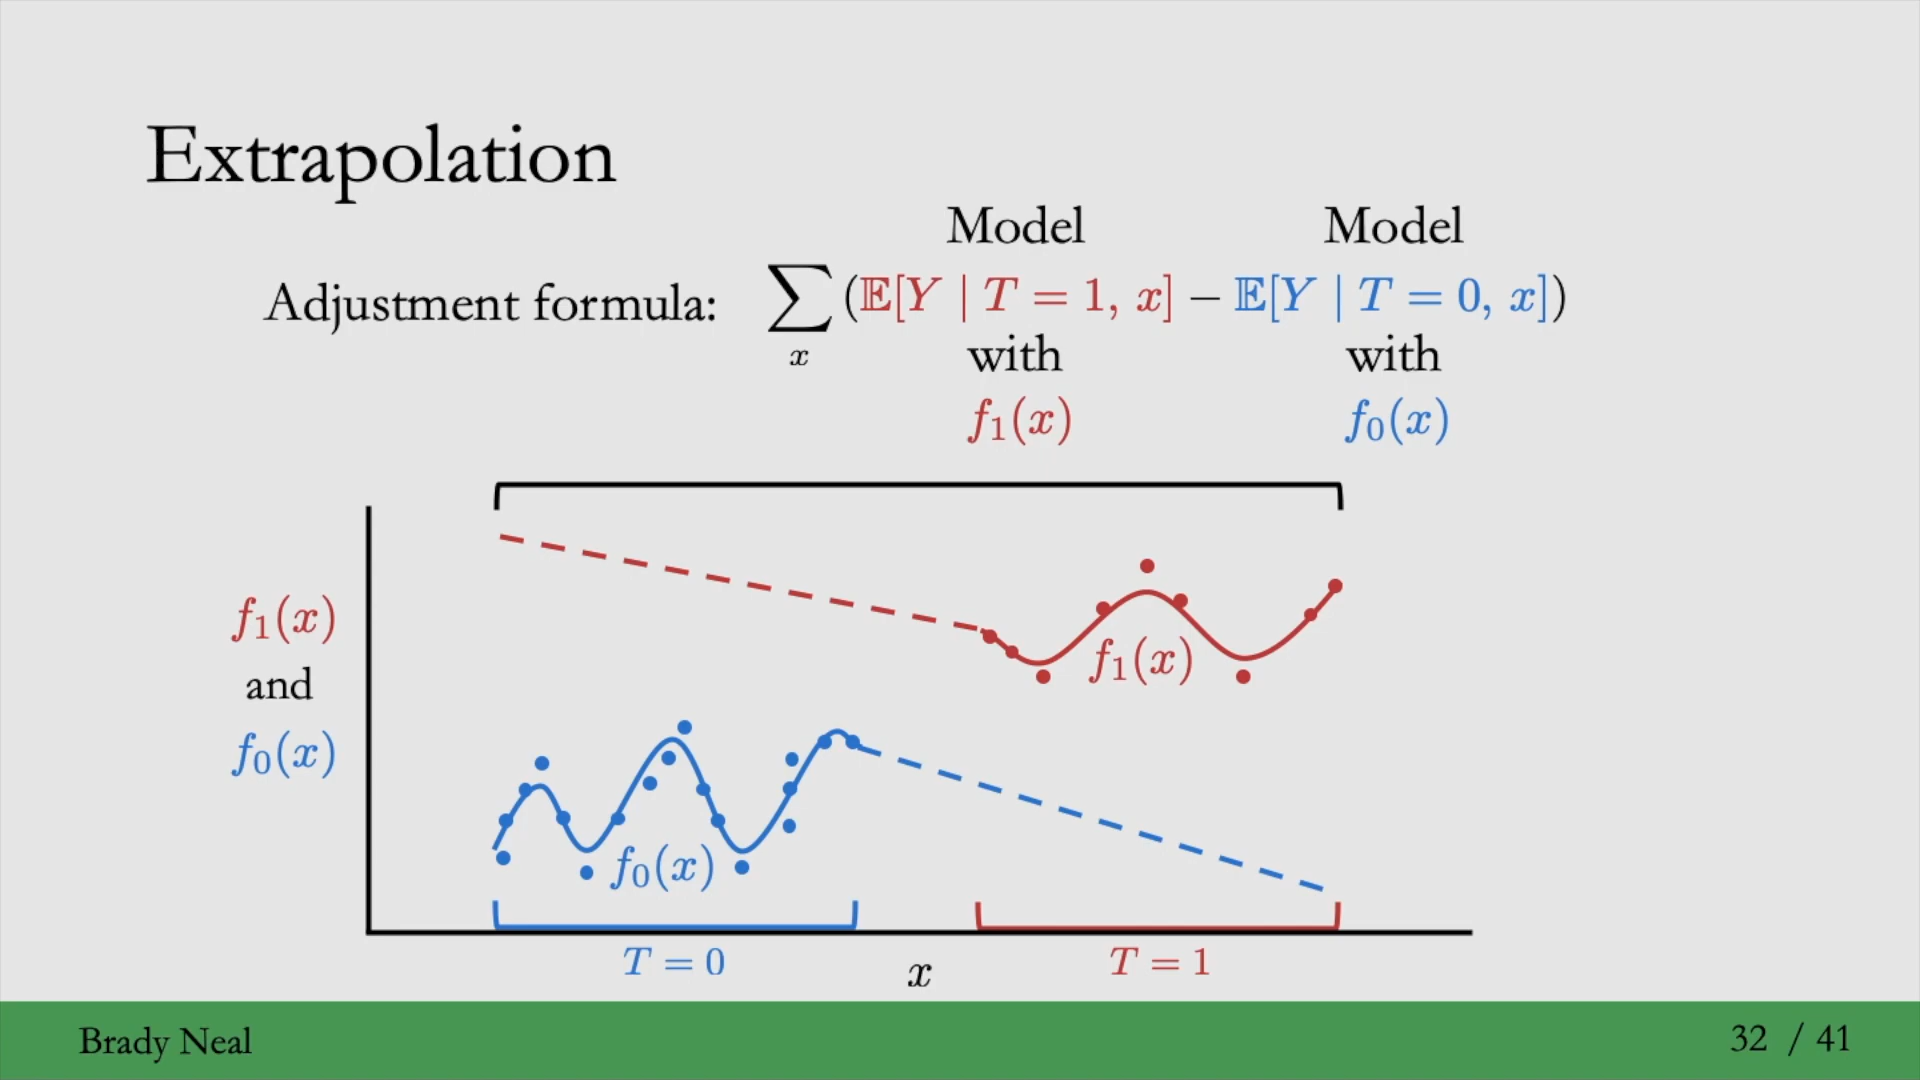 Extrapolation
Model Model
Adjustment formula: ∑ (𝔼[Y | T = 1, x] − 𝔼[Y | T = 0, x])
x
with with
f₁(x) f₀(x)
f₁(x)
and
f₀(x)
f₁(x)
f₀(x)
T = 0 x T = 1
Brady Neal 32 / 41